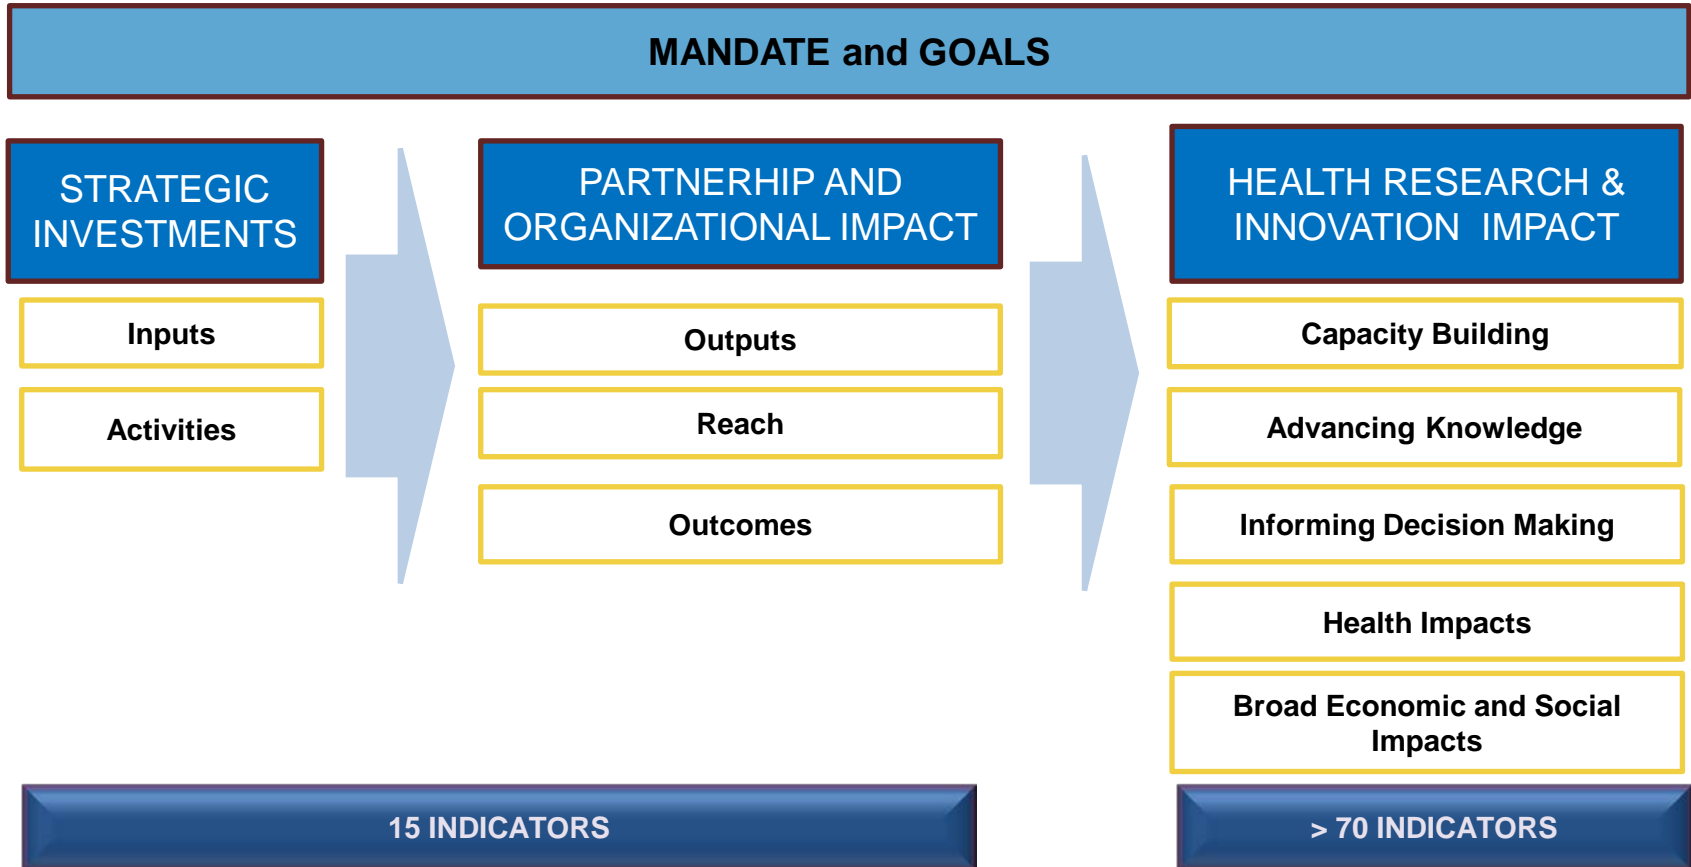 MANDATE and GOALS
STRATEGIC
INVESTMENTS
Inputs
Activities
PARTNERHIP AND
ORGANIZATIONAL IMPACT
Outputs
Reach
Outcomes
HEALTH RESEARCH &
INNOVATION IMPACT
Capacity Building
Advancing Knowledge
Informing Decision Making
Health Impacts
Broad Economic and Social
Impacts
15 INDICATORS
> 70 INDICATORS